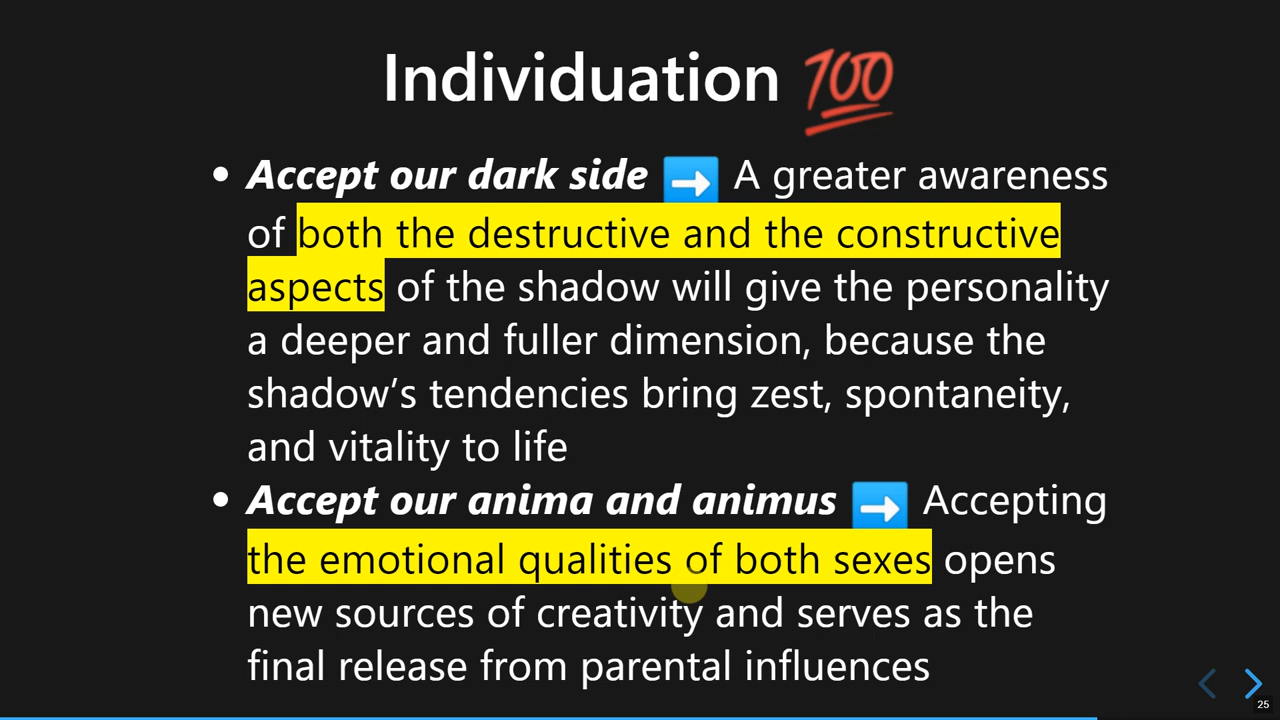 Individuation 💯
• Accept our dark side ➡️ A greater awareness
of both the destructive and the constructive
aspects of the shadow will give the personality
a deeper and fuller dimension, because the
shadow’s tendencies bring zest, spontaneity,
and vitality to life
• Accept our anima and animus ➡️ Accepting
the emotional qualities of both sexes opens
new sources of creativity and serves as the
final release from parental influences
25